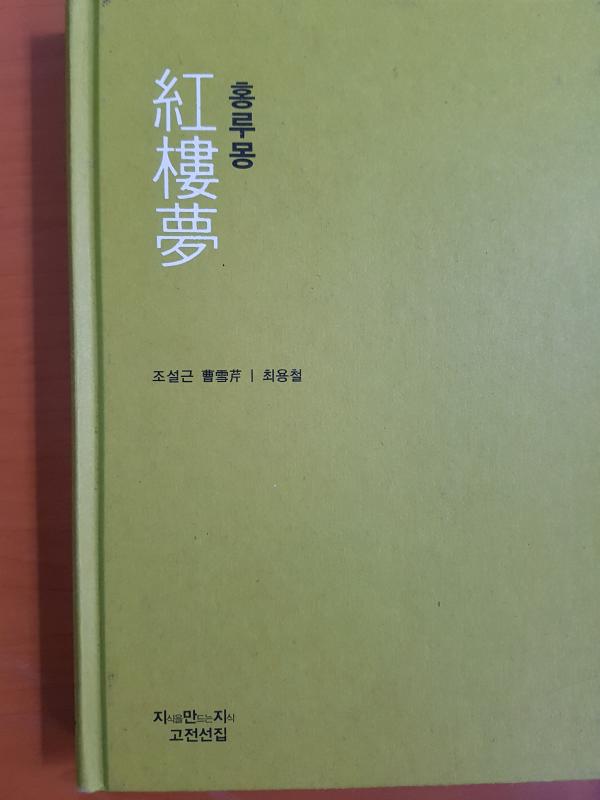 紅樓夢
홍루몽
조설근 曹雪芹 | 최용철
지식을만드는지식
고전선집